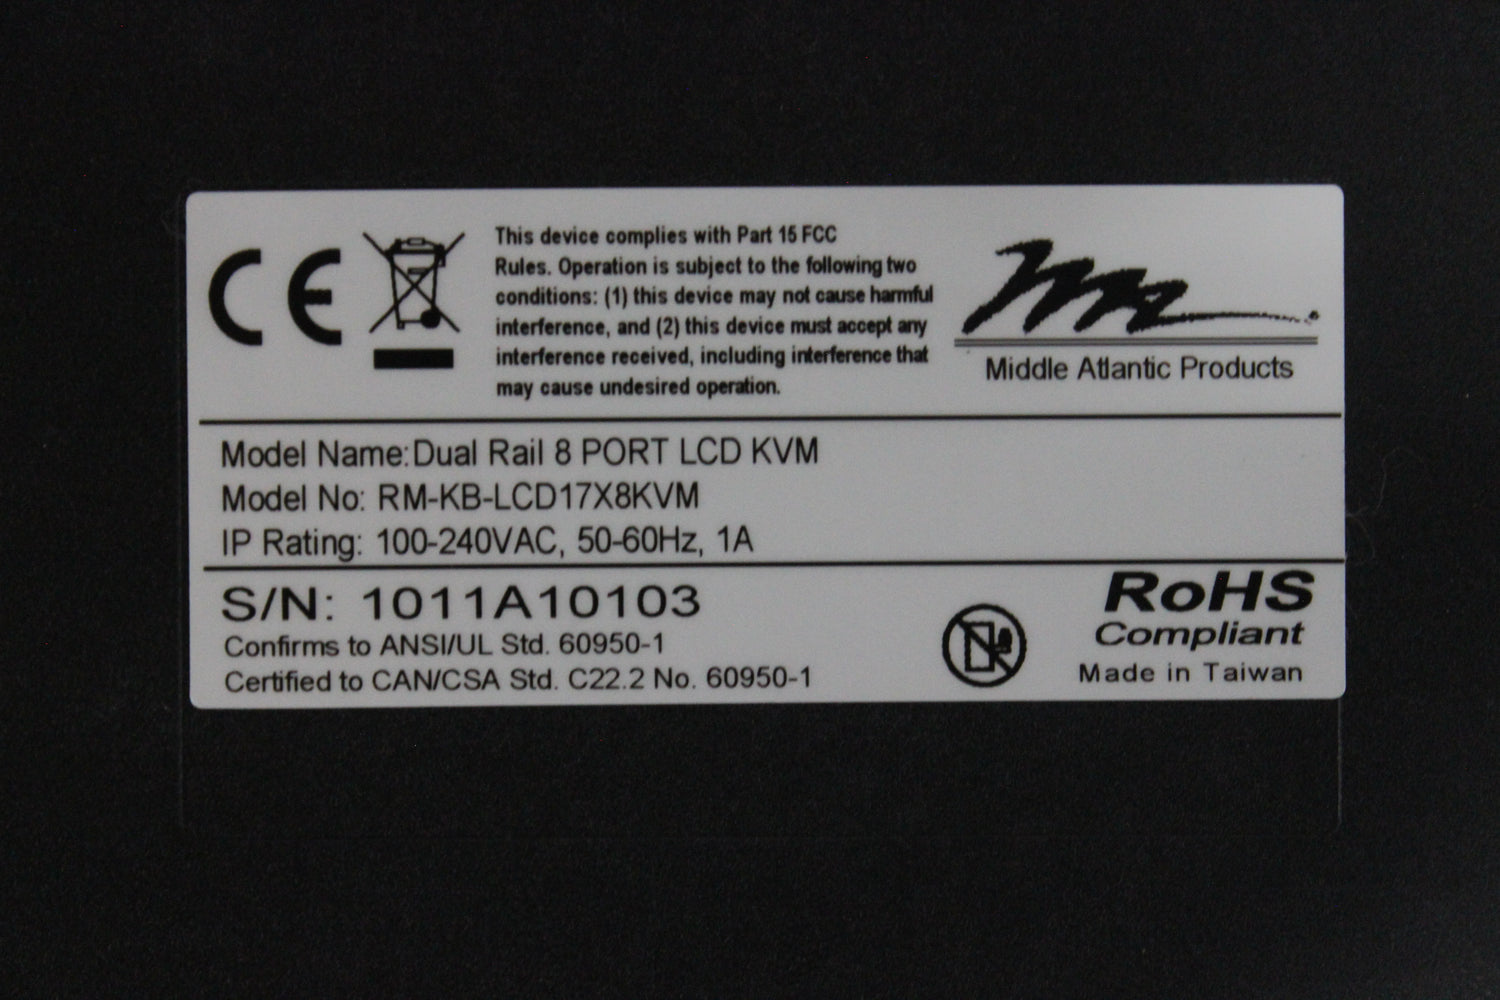 CE
This device complies with Part 15 FCC
Rules. Operation is subject to the following two
conditions: (1) this device may not cause harmful
interference, and (2) this device must accept any
interference received, including interference that
may cause undesired operation.
Middle Atlantic Products
Model Name:Dual Rail 8 PORT LCD KVM
Model No: RM-KB-LCD17X8KVM
IP Rating: 100-240VAC, 50-60Hz, 1A
S/N: 1011A10103
Confirms to ANSI/UL Std. 60950-1
Certified to CAN/CSA Std. C22.2 No. 60950-1
RoHS
Compliant
Made in Taiwan